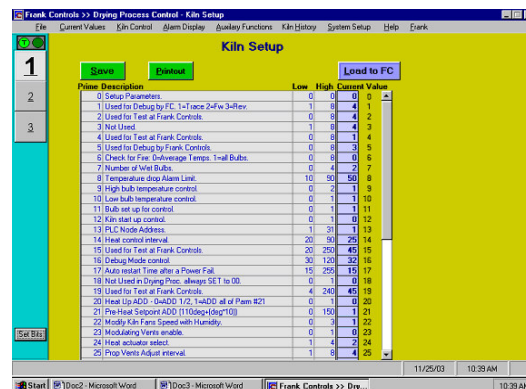 Frank Controls >> Drying Process Control - Kiln Setup
File Current Values Kiln Control Alarm Display Auxilary Functions Kiln History System Setup Help Frank
Kiln Setup
1
2
3
Save Printout Load to FC
Prime Description Low High Current Value
0 Setup Parameters. 0 0 0 0
1 Used for Debug by FC. 1=Trace 2=Fw 3=Rev. 1 8 4 1
2 Used for Test at Frank Controls. 0 8 4 2
3 Not Used. 1 8 4 3
4 Used for Test at Frank Controls. 0 8 1 4
5 Used for Debug by Frank Controls. 0 8 3 5
6 Check for Fire: 0=Average Temps. 1=all Bulbs. 0 8 0 6
7 Number of Wet Bulbs. 0 4 2 7
8 Temperature drop Alarm Limit. 10 90 50 8
9 High bulb temperature control. 0 2 1 9
10 Low bulb temperature control. 0 1 1 10
11 Bulb set up for control. 0 1 1 11
12 Kiln start up control. 0 1 0 12
13 PLC Node Address. 1 31 1 13
14 Heat control interval. 20 90 25 14
15 Used for Test at Frank Controls. 20 250 45 15
16 Debug Mode control. 30 120 32 16
17 Auto restart Time after a Power Fail. 15 255 15 17
18 Not Used in Drying Proc. allways SET to 00. 0 1 0 18
19 Used for Test at Frank Controls. 4 240 45 19
20 Heat Up ADD - 0=ADD 1/2, 1=ADD all of Parm #21 0 1 0 20
21 Pre-Heat Setpoint ADD (110deg+(deg*10)) 0 150 1 21
22 Modify Kiln Fans Speed with Humidity. 0 3 1 22
23 Modulating Vents enable. 0 1 0 23
24 Heat actuator select. 1 4 2 24
25 Prop Vents Adjust interval. 1 8 4 25
Set Bits
11/25/03 10:39 AM
Start Doc2 - Microsoft Word Doc3 - Microsoft Word Frank Controls >> Dry... 10:39 AM